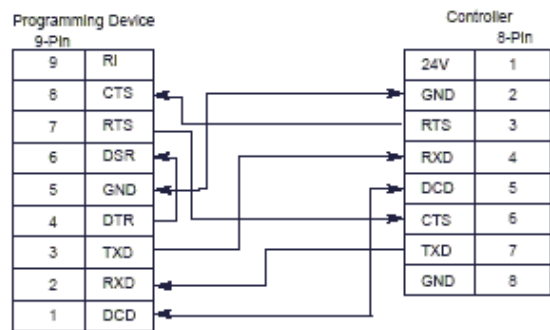 Programming Device
9-Pin
9 RI
8 CTS
7 RTS
6 DSR
5 GND
4 DTR
3 TXD
2 RXD
1 DCD
Controller
8-Pin
24V 1
GND 2
RTS 3
RXD 4
DCD 5
CTS 6
TXD 7
GND 8